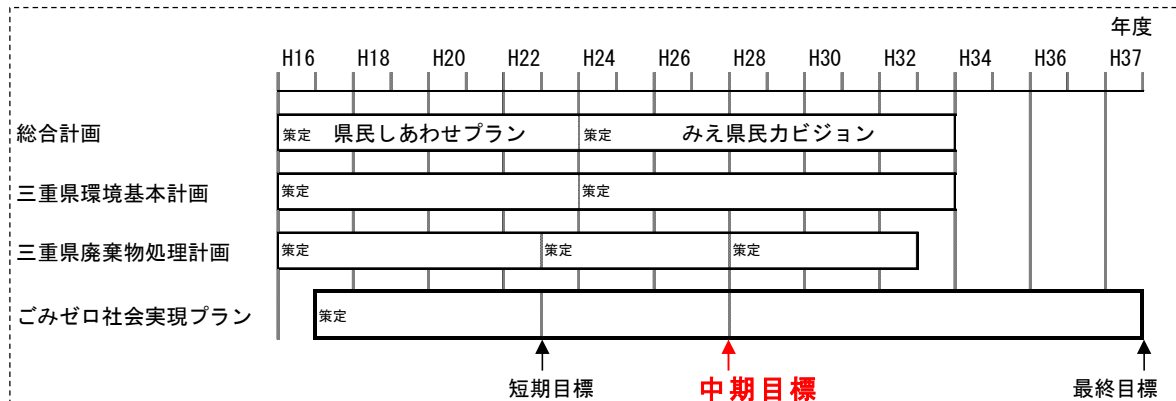 年度
H16 H18 H20 H22 H24 H26 H28 H30 H32 H34 H36 H37
総合計画 策定 県民しあわせプラン 策定 みえ県民力ビジョン
三重県環境基本計画 策定 策定
三重県廃棄物処理計画 策定 策定 策定
ごみゼロ社会実現プラン 策定
短期目標 中期目標 最終目標